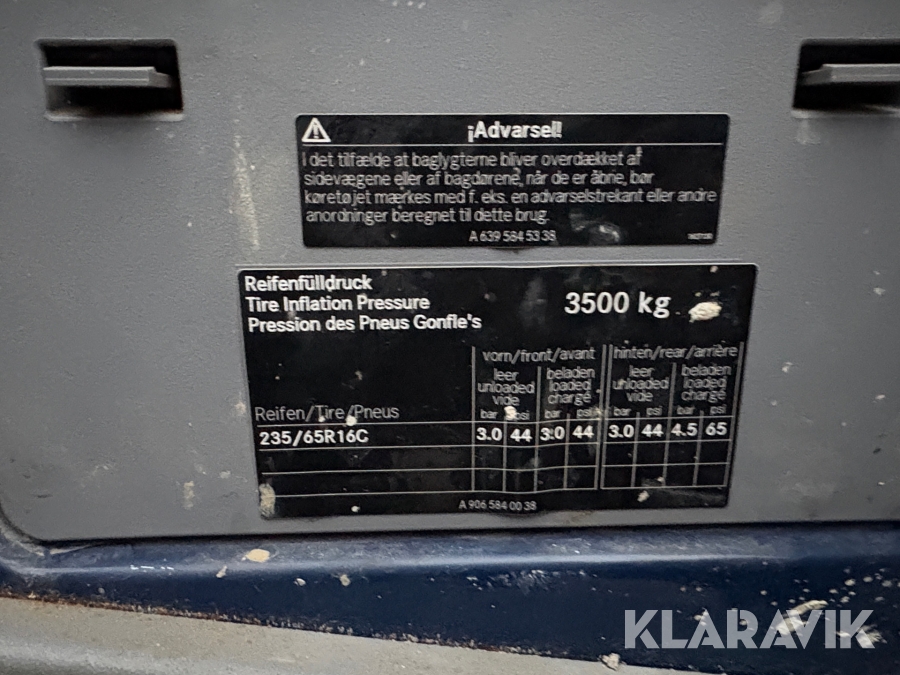 ¡Advarsel!
I det tilfælde at baglygterne bliver overdækket af
sidevægene eller af bagdørene, når de er åbne, bør
køretøjet mærkes med f. eks. en advarselstrekant eller andre
anordninger beregnet til dette brug.
A 639 584 53 38
Reifenfülldruck
Tire Inflation Pressure
Pression des Pneus Gonfle's
3500 kg
vorn/front/avant hinten/rear/arrière
leer beladen leer beladen
unloaded loaded unloaded loaded
vide chargé vide chargé
Reifen/Tire/Pneus bar psi bar psi bar psi bar psi
235/65R16C 3.0 44 3.0 44 3.0 44 4.5 65
A 906 584 00 38
KLARAVIK